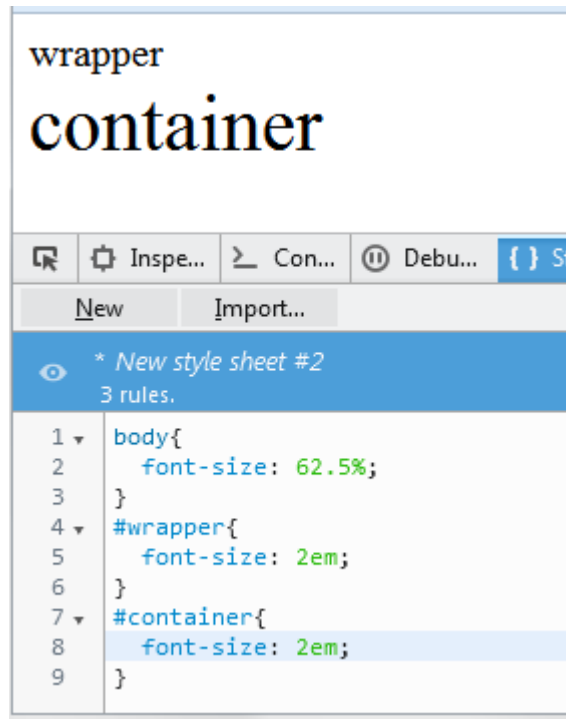 wrapper
container
Inspe... Con... Debu... { } S
New Import...
* New style sheet #2
3 rules.
1 body{
2 font-size: 62.5%;
3 }
4 #wrapper{
5 font-size: 2em;
6 }
7 #container{
8 font-size: 2em;
9 }